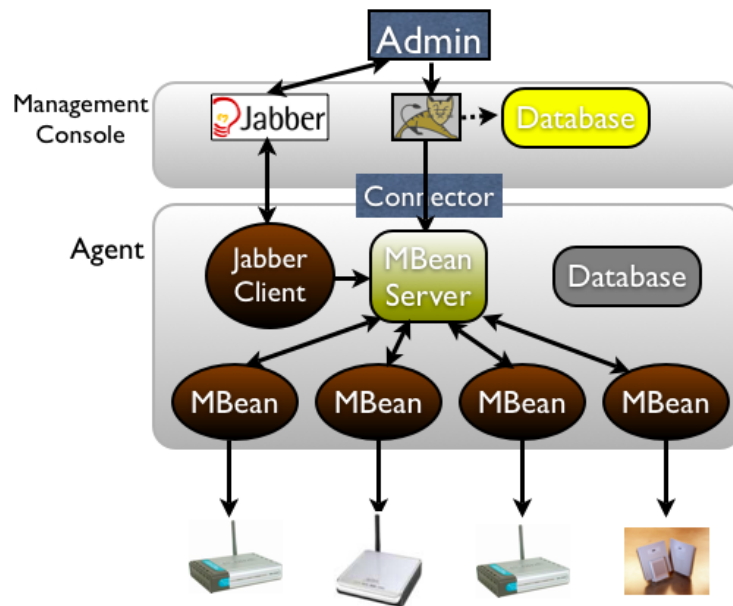 Admin
Management
Console
Jabber
Database
Connector
Agent
Jabber
Client
MBean
Server
Database
MBean
MBean
MBean
MBean